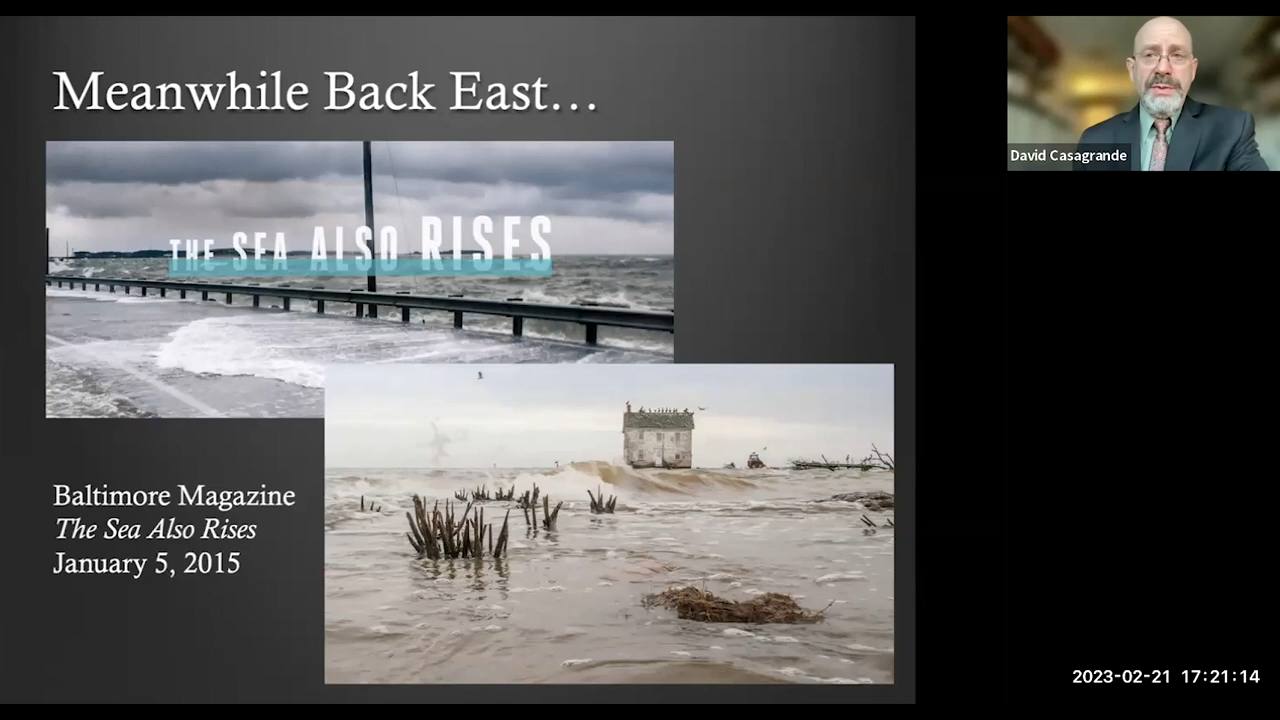 Meanwhile Back East…
THE SEA ALSO RISES
Baltimore Magazine
The Sea Also Rises
January 5, 2015
David Casagrande
2023-02-21 17:21:14